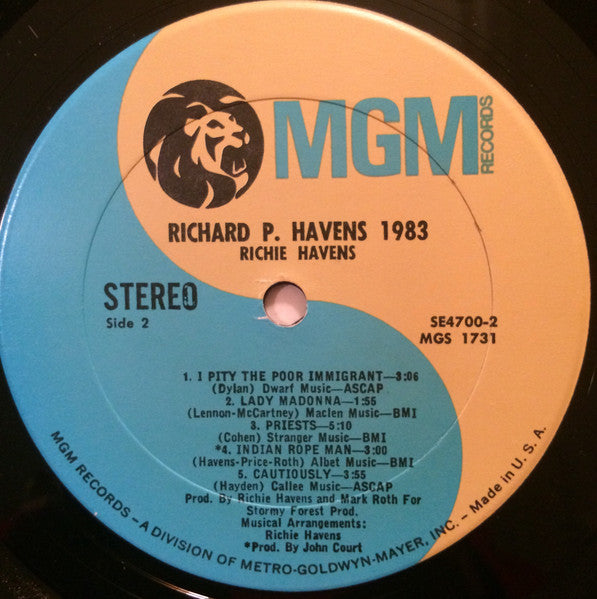 MGM
RECORDS
RICHARD P. HAVENS 1983
RICHIE HAVENS
STEREO
Side 2
SE4700-2
MGS 1731
1. I PITY THE POOR IMMIGRANT—3:06
(Dylan) Dwarf Music—ASCAP
2. LADY MADONNA—1:55
(Lennon-McCartney) Maclen Music—BMI
3. PRIESTS—5:10
(Cohen) Stranger Music—BMI
*4. INDIAN ROPE MAN—3:00
(Havens-Price-Roth) Albet Music—BMI
5. CAUTIOUSLY—3:55
(Hayden) Callee Music—ASCAP
Prod. By Richie Havens and Mark Roth For
Stormy Forest Prod.
Musical Arrangements:
Richie Havens
*Prod. By John Court
MGM RECORDS – A DIVISION OF METRO-GOLDWYN-MAYER, INC. – Made in U. S. A.